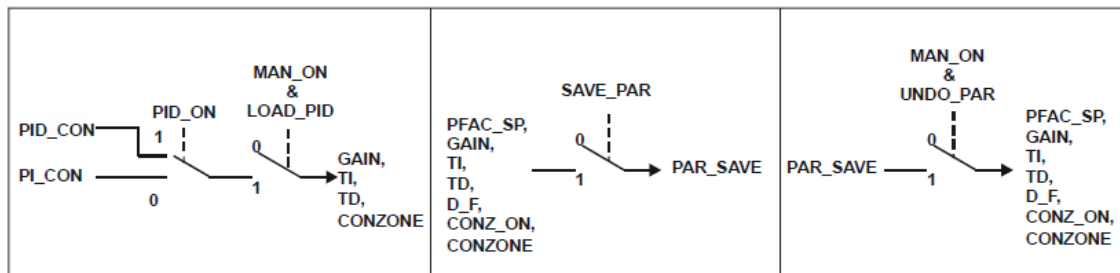 MAN_ON
&
LOAD_PID
PID_ON
PID_CON
1
0
PI_CON
0
1
GAIN,
TI,
TD,
CONZONE
SAVE_PAR
PFAC_SP,
GAIN,
TI,
TD,
D_F,
CONZ_ON,
CONZONE
0
1
PAR_SAVE
MAN_ON
&
UNDO_PAR
PAR_SAVE
0
1
PFAC_SP,
GAIN,
TI,
TD,
D_F,
CONZ_ON,
CONZONE